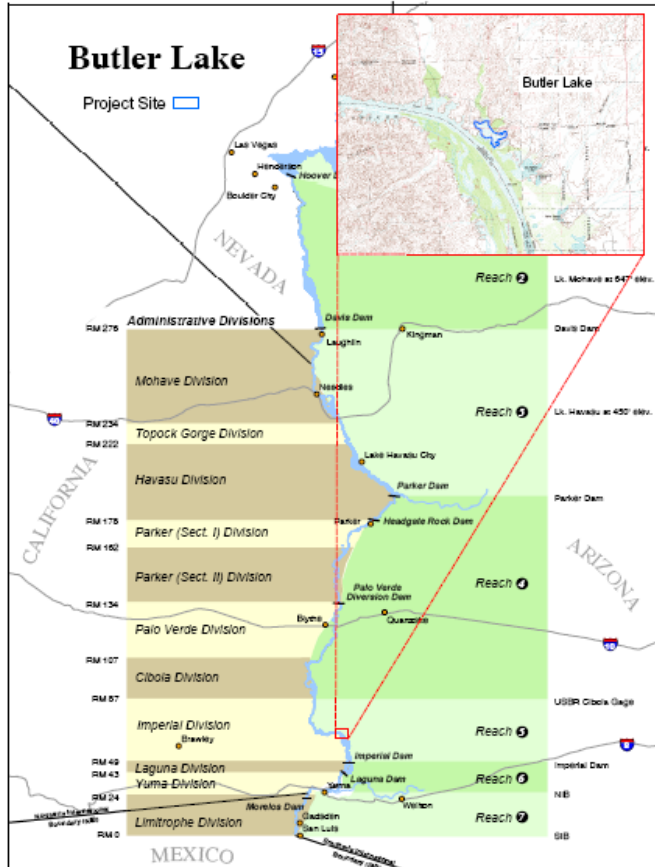 Butler Lake
Project Site
Butler Lake
15
Las Vegas
Henderson
Hoover
Boulder City
NEVADA
Reach 2
Lk. Mohave at 647' elev.
Administrative Divisions
RM 276
Davis Dam
Davis Dam
Laughlin
Kingman
Mohave Division
Needles
Reach 3
40
RM 234
Lk. Havasu at 450' elev.
Topock Gorge Division
RM 222
Lake Havasu City
Havasu Division
Parker Dam
Parker Dam
CALIFORNIA
RM 176
Parker
Headgate Rock Dam
Parker (Sect. I) Division
RM 162
ARIZONA
Parker (Sect. II) Division
Reach 4
Palo Verde
Diversion Dam
RM 134
Blythe
Quartzsite
Palo Verde Division
10
RM 107
Cibola Division
RM 87
USBR Cibola Gage
Imperial Division
Reach 5
Brawley
8
Imperial Dam
Imperial Dam
RM 49
Laguna Division
RM 43
Laguna Dam
Reach 6
Yuma Division
Yuma
NIB
RM 24
Morelos Dam
Wellton
Gadsden
Limitrophe Division
Reach 7
San Luis
RM 0
SIB
MEXICO